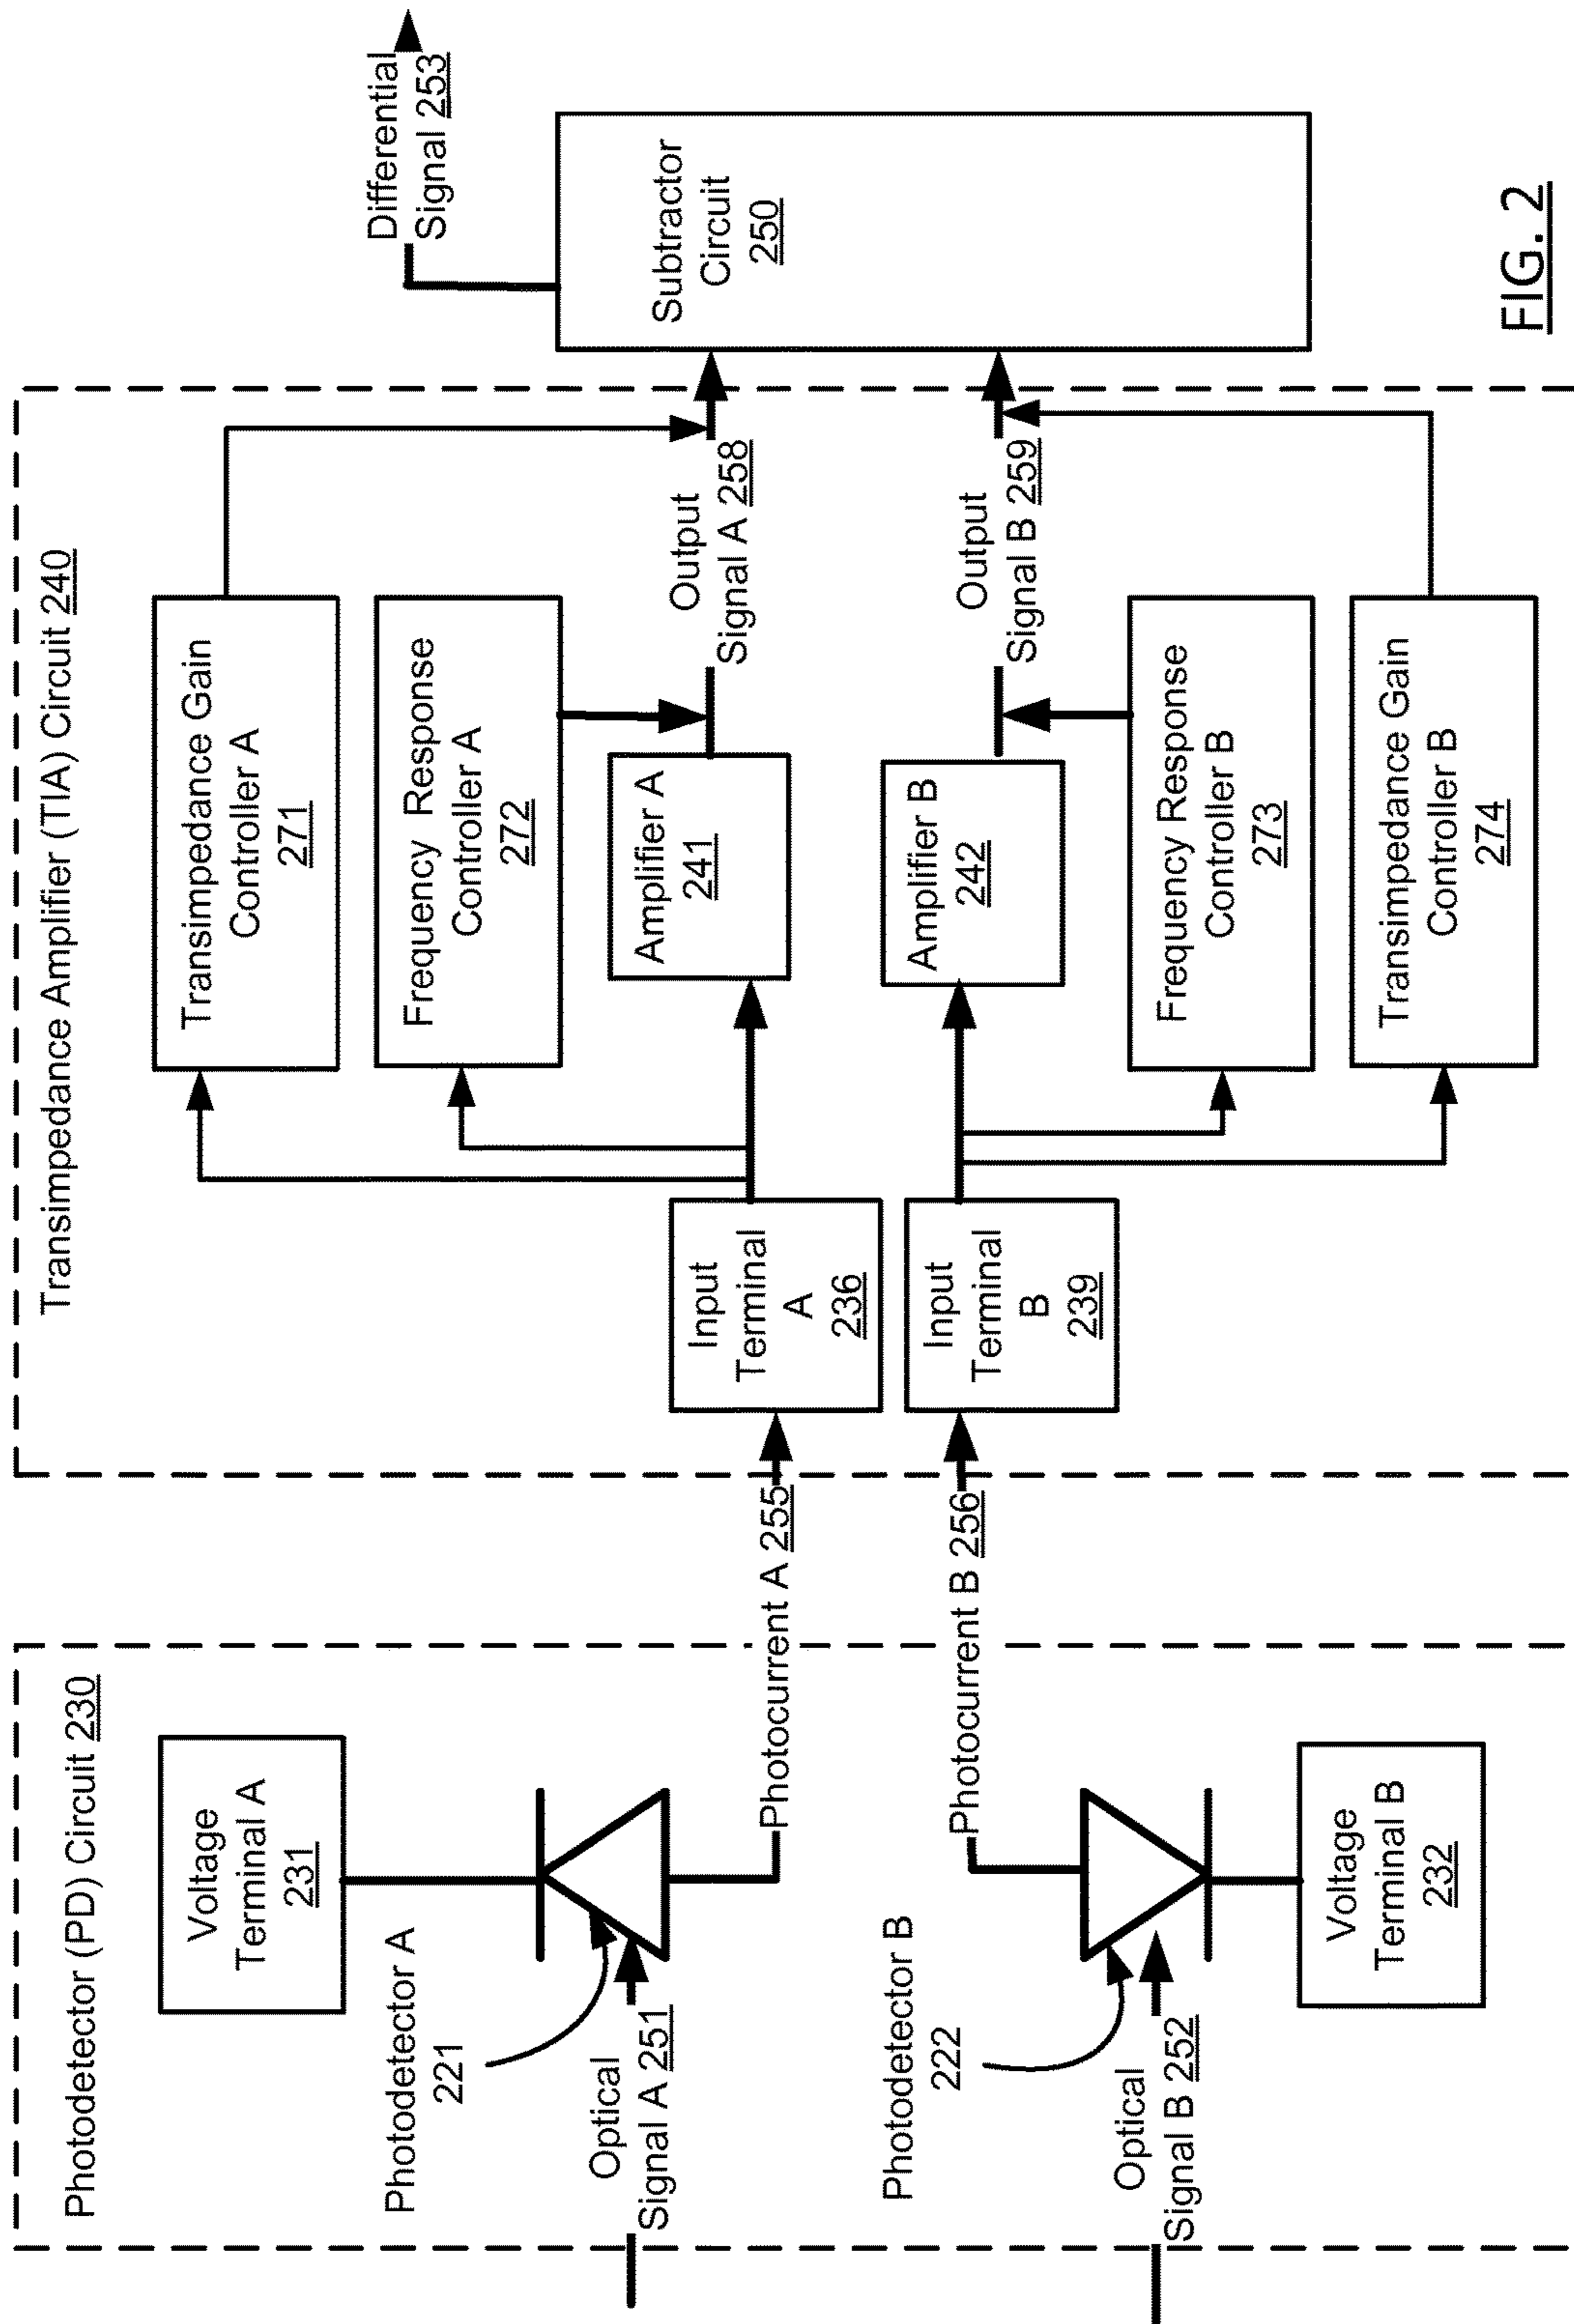 Photodetector (PD) Circuit 230
Voltage
Terminal A
231
Photodetector A
221
Optical
Signal A 251
Photocurrent A 255
Photodetector B
222
Optical
Signal B 252
Photocurrent B 256
Voltage
Terminal B
232
Transimpedance Amplifier (TIA) Circuit 240
Transimpedance Gain
Controller A
271
Frequency Response
Controller A
272
Input
Terminal
A
236
Amplifier A
241
Output
Signal A 258
Input
Terminal
B
239
Amplifier B
242
Output
Signal B 259
Frequency Response
Controller B
273
Transimpedance Gain
Controller B
274
Differential
Signal 253
Subtractor
Circuit
250
FIG. 2